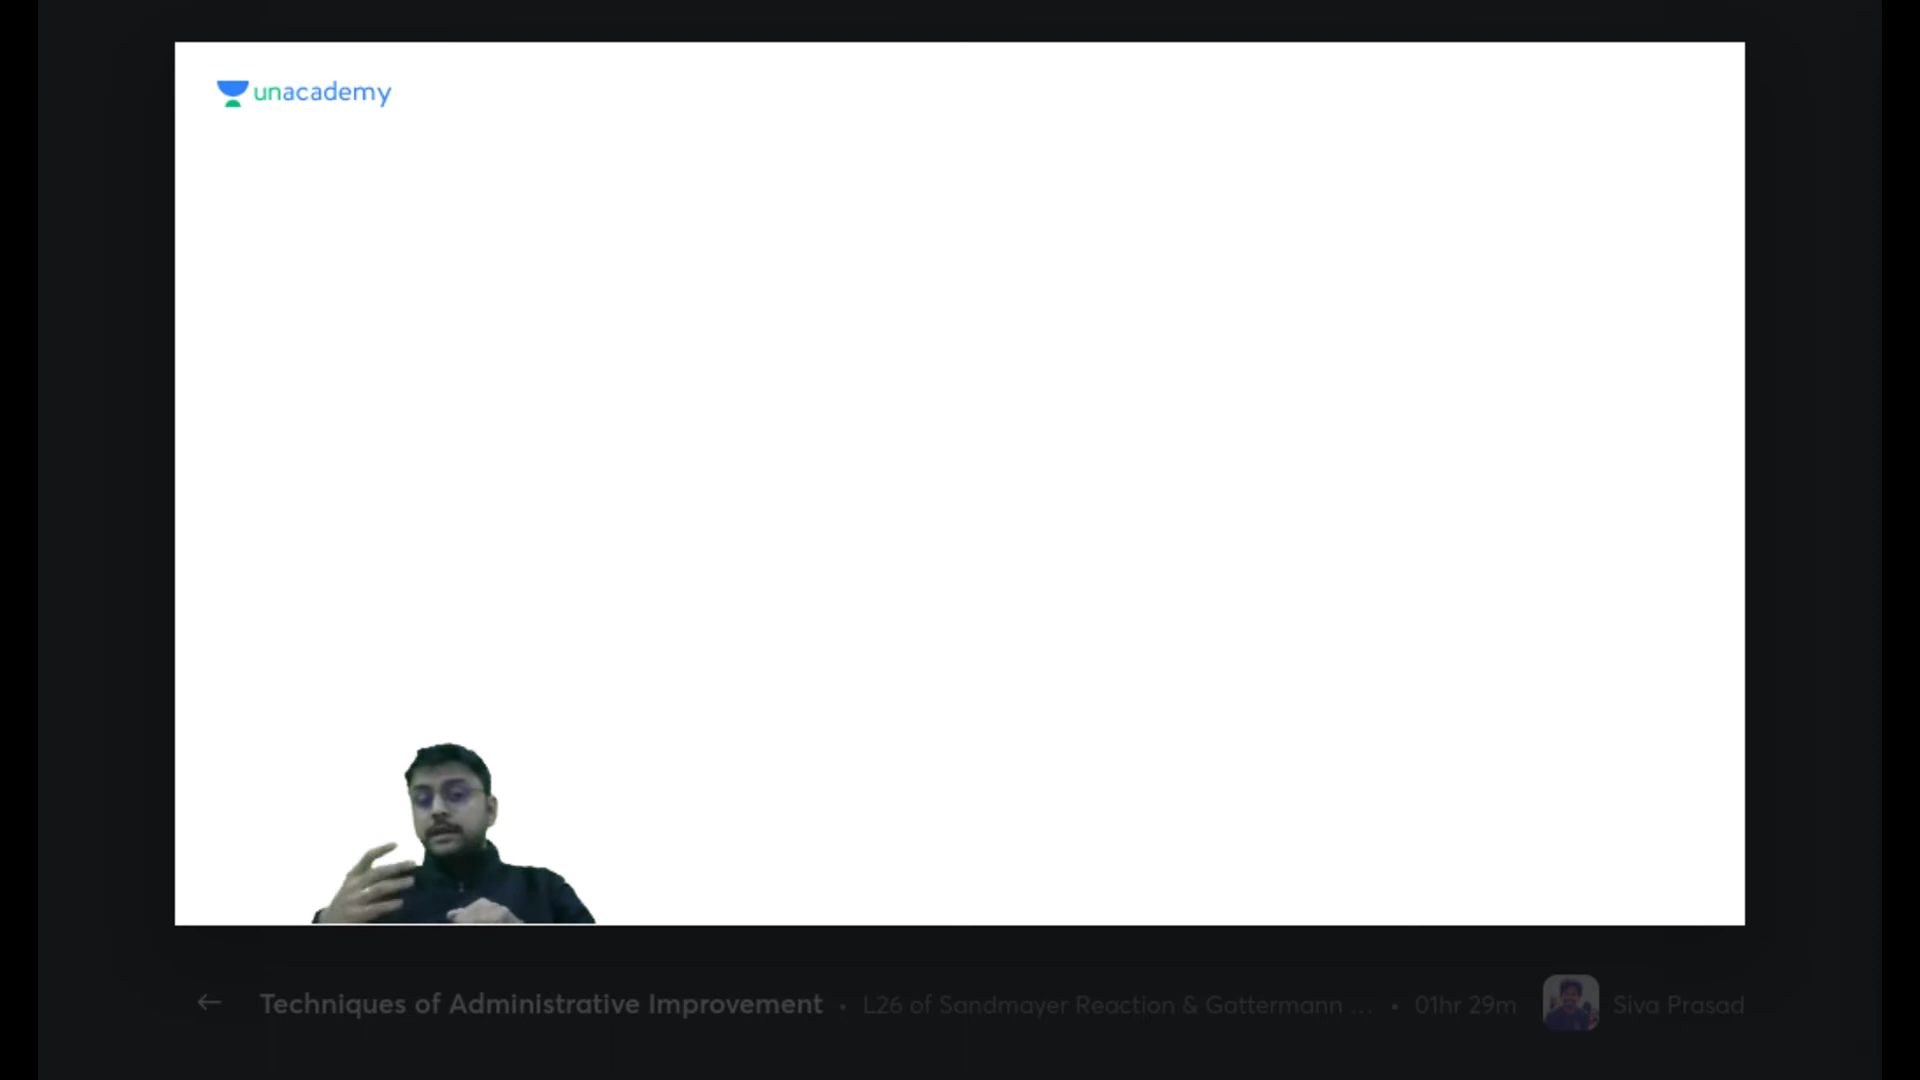 unacademy
Techniques of Administrative Improvement • L26 of Sandmayer Reaction & Gattermann ... • 01hr 29m Siva Prasad